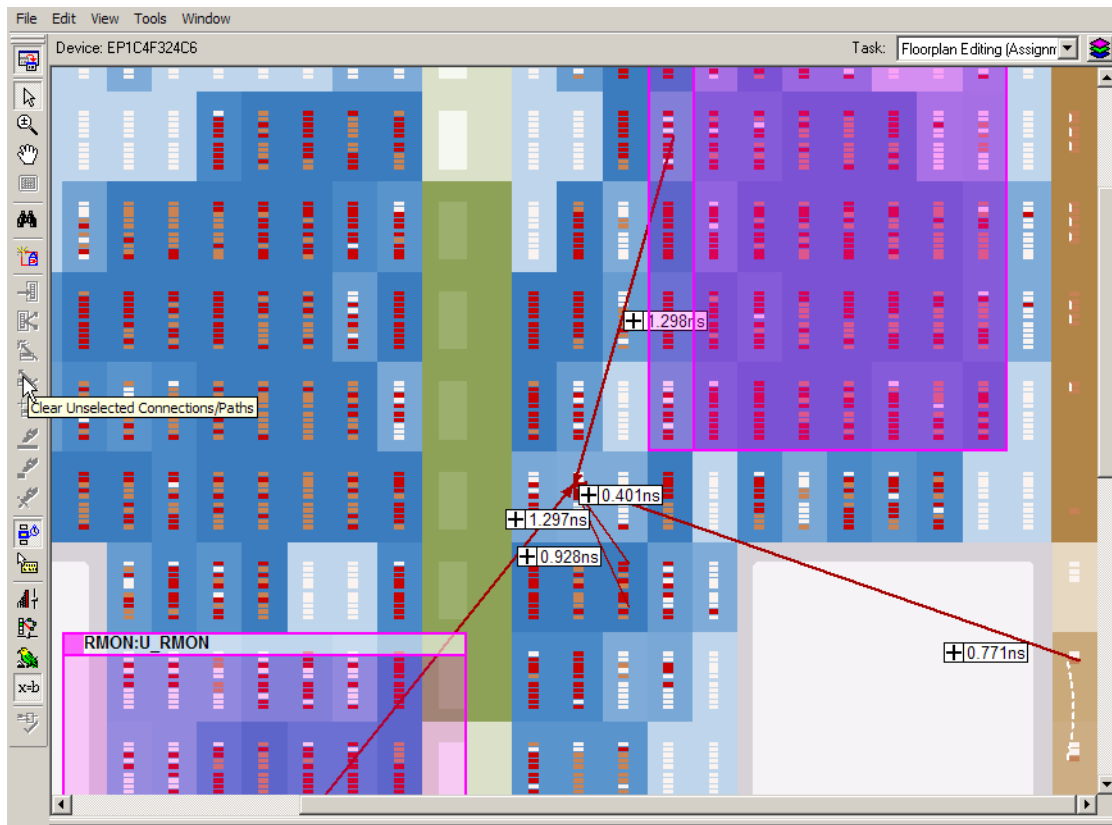 File Edit View Tools Window
Device: EP1C4F324C6
Task: Floorplan Editing (Assignm
1.298ns
Clear Unselected Connections/Paths
0.401ns
1.297ns
0.928ns
RMON:U_RMON
0.771ns
x=b